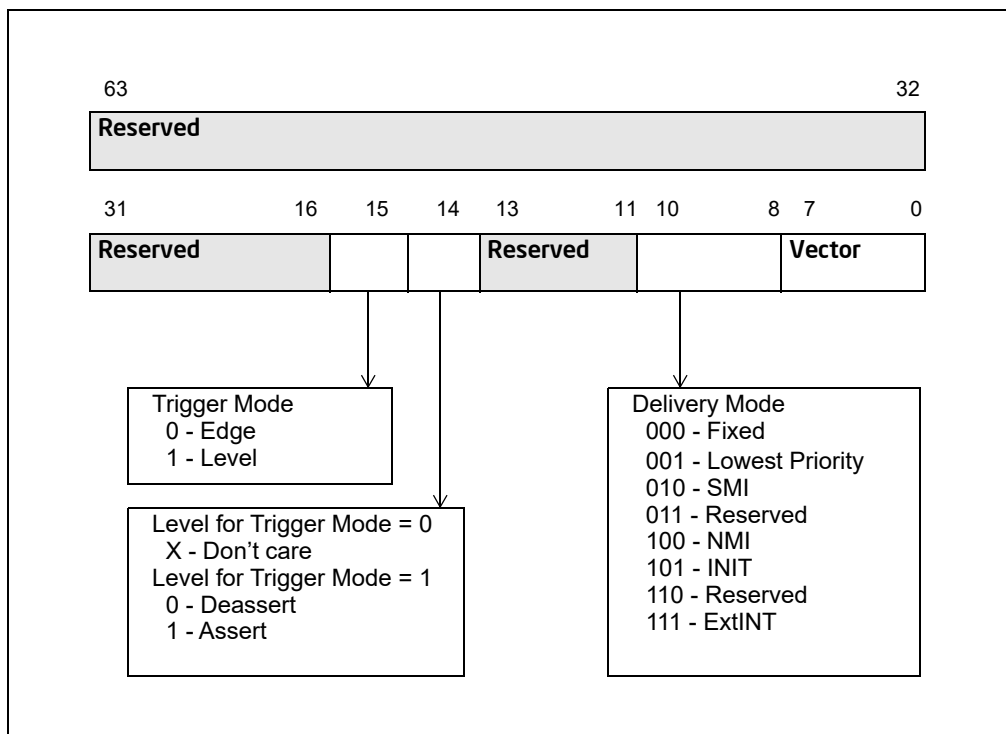 63 32
Reserved
31 16 15 14 13 11 10 8 7 0
Reserved Reserved Vector
Trigger Mode
0 - Edge
1 - Level
Level for Trigger Mode = 0
X - Don't care
Level for Trigger Mode = 1
0 - Deassert
1 - Assert
Delivery Mode
000 - Fixed
001 - Lowest Priority
010 - SMI
011 - Reserved
100 - NMI
101 - INIT
110 - Reserved
111 - ExtINT